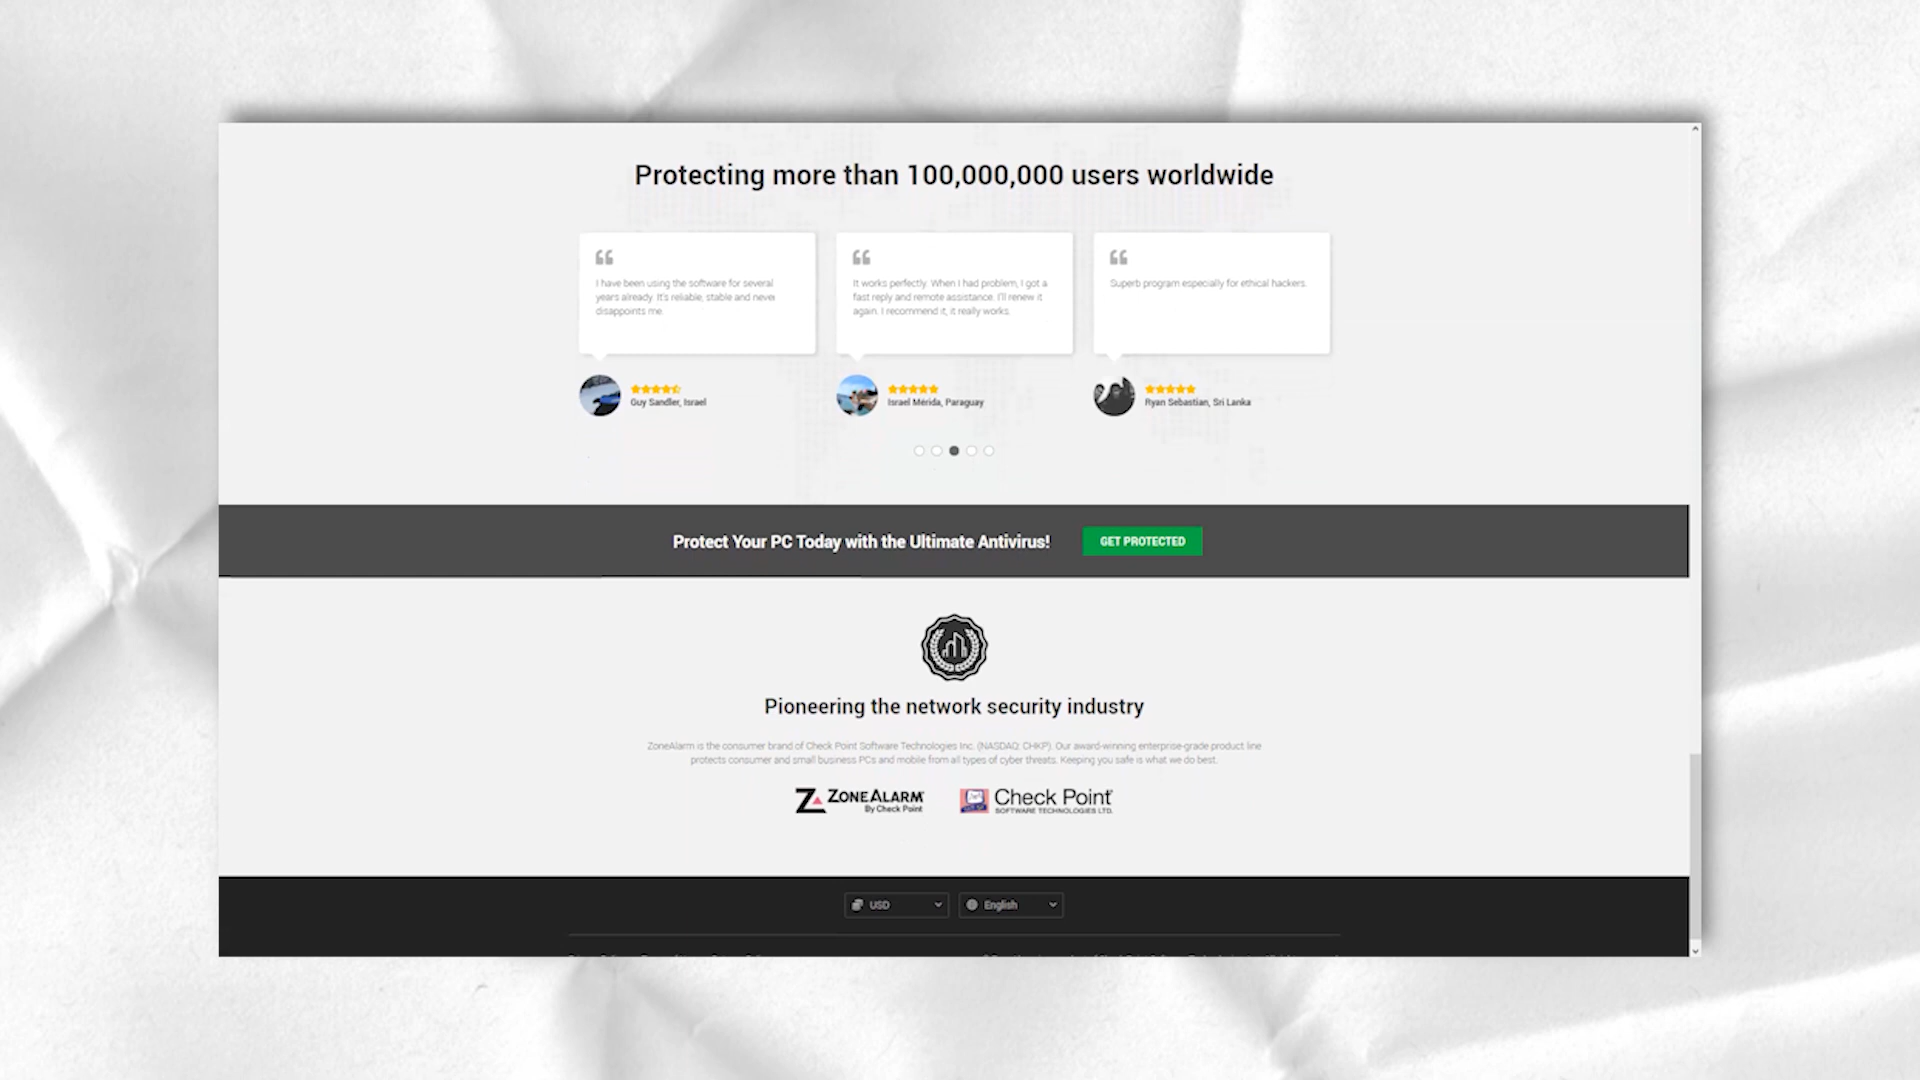 Protecting more than 100,000,000 users worldwide
I have been using the software for several
years already. It's reliable, stable and never
disappoints me.
It works perfectly. When I had problem, I got a
fast reply and remote assistance. I'll renew it
again. I recommend it, it really works.
Superb program especially for ethical hackers.
Guy Sandler, Israel
Israel Mérida, Paraguay
Ryan Sebastian, Sri Lanka
Protect Your PC Today with the Ultimate Antivirus!
GET PROTECTED
Pioneering the network security industry
ZoneAlarm is the consumer brand of Check Point Software Technologies Inc. (NASDAQ: CHKP). Our award-winning enterprise-grade product line
protects consumer and small business PCs and mobile from all types of cyber threats. Keeping you safe is what we do best.
ZONEALARM
By Check Point
Check Point
SOFTWARE TECHNOLOGIES LTD.
USD
English